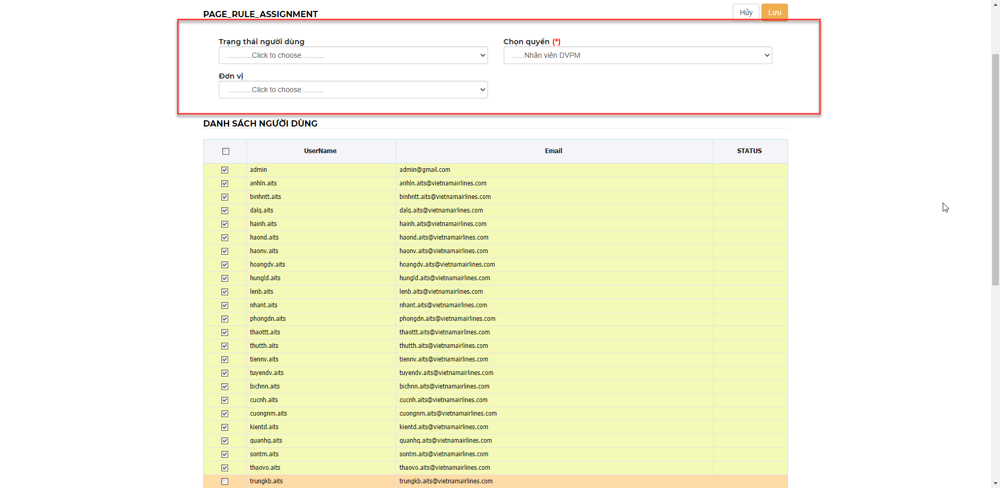 PAGE_RULE_ASSIGNMENT
Hủy
Lưu
Trạng thái người dùng
Chọn quyền (*)
............Click to choose...........
......Nhân viên DVPM
Đơn vị
............Click to choose...........
DANH SÁCH NGƯỜI DÙNG
UserName Email STATUS
admin admin@gmail.com
anhln.aits anhln.aits@vietnamairlines.com
binhntt.aits binhntt.aits@vietnamairlines.com
dalq.aits dalq.aits@vietnamairlines.com
hainh.aits hainh.aits@vietnamairlines.com
haond.aits haond.aits@vietnamairlines.com
haonv.aits haonv.aits@vietnamairlines.com
hoangdv.aits hoangdv.aits@vietnamairlines.com
hungld.aits hungld.aits@vietnamairlines.com
lenb.aits lenb.aits@vietnamairlines.com
nhant.aits nhant.aits@vietnamairlines.com
phongdn.aits phongdn.aits@vietnamairlines.com
thaottt.aits thaottt.aits@vietnamairlines.com
thutth.aits thutth.aits@vietnamairlines.com
tiennv.aits tiennv.aits@vietnamairlines.com
tuyendv.aits tuyendv.aits@vietnamairlines.com
bichnn.aits bichnn.aits@vietnamairlines.com
cucnh.aits cucnh.aits@vietnamairlines.com
cuongnm.aits cuongnm.aits@vietnamairlines.com
kientd.aits kientd.aits@vietnamairlines.com
quanhq.aits quanhq.aits@vietnamairlines.com
sontm.aits sontm.aits@vietnamairlines.com
thaovo.aits thaovo.aits@vietnamairlines.com
trungkb.aits trungkb.aits@vietnamairlines.com